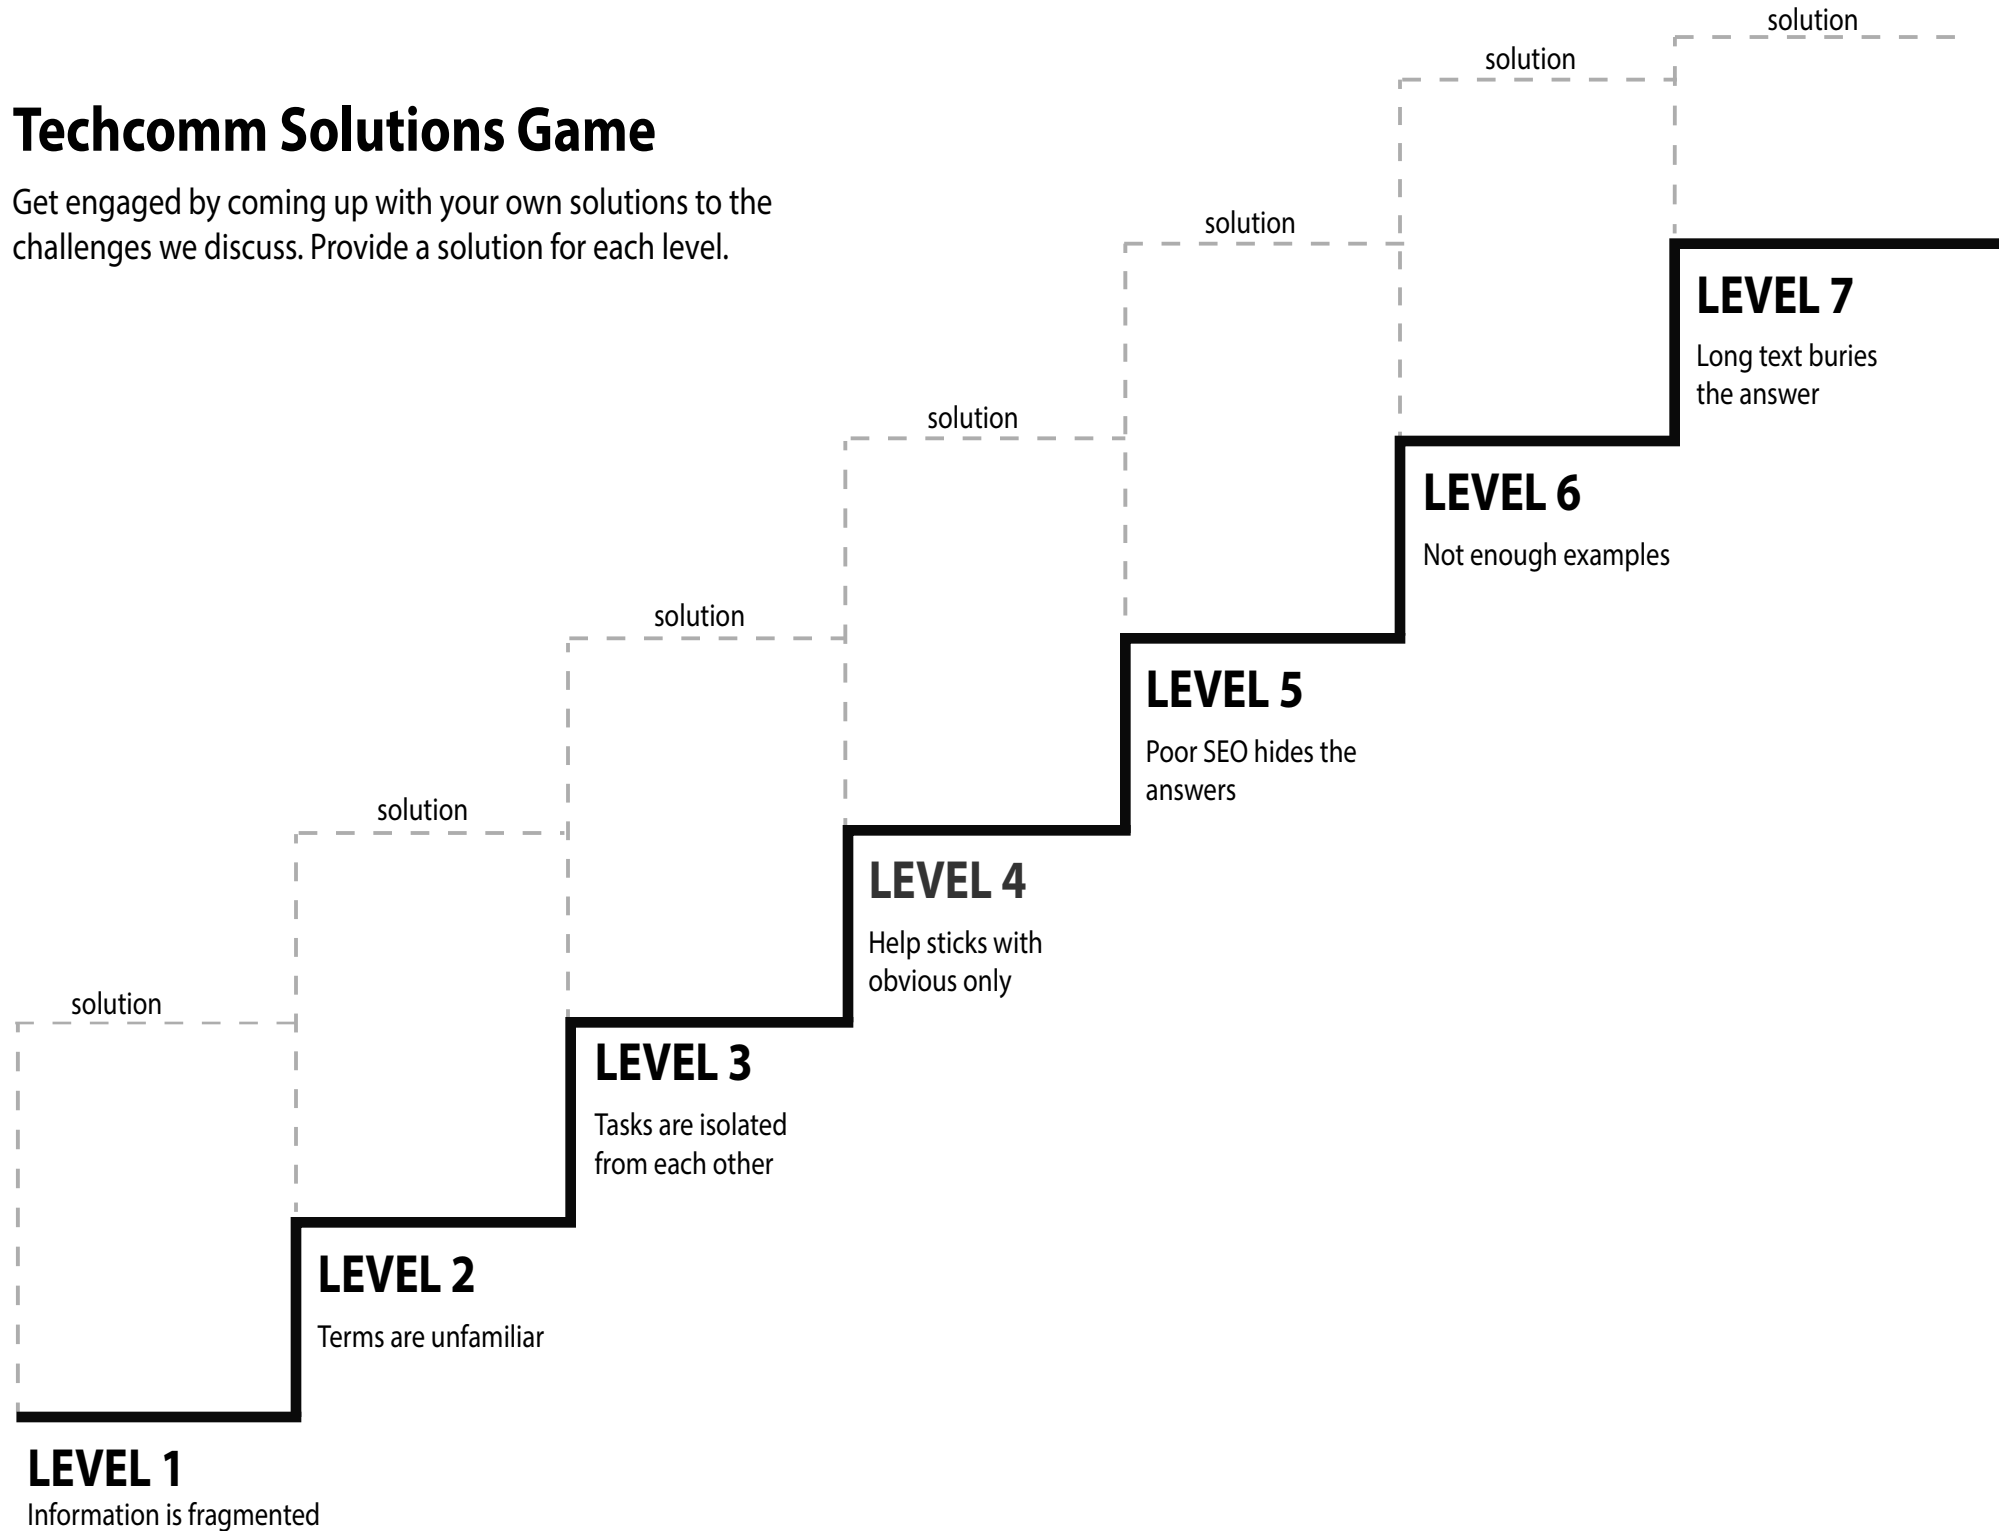 Techcomm Solutions Game
Get engaged by coming up with your own solutions to the
challenges we discuss. Provide a solution for each level.
solution
LEVEL 1
Information is fragmented
solution
LEVEL 2
Terms are unfamiliar
solution
LEVEL 3
Tasks are isolated
from each other
solution
LEVEL 4
Help sticks with
obvious only
solution
LEVEL 5
Poor SEO hides the
answers
solution
LEVEL 6
Not enough examples
solution
LEVEL 7
Long text buries
the answer